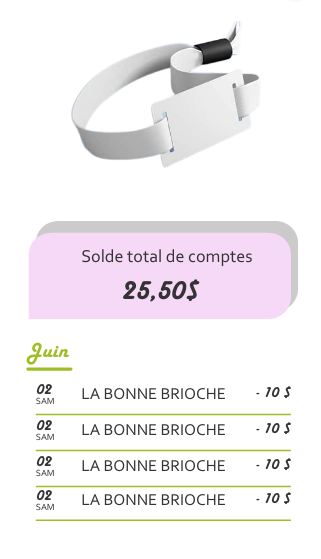 Solde total de comptes
25,50$
Juin
02 LA BONNE BRIOCHE - 10 $
SAM
02 LA BONNE BRIOCHE - 10 $
SAM
02 LA BONNE BRIOCHE - 10 $
SAM
02 LA BONNE BRIOCHE - 10 $
SAM